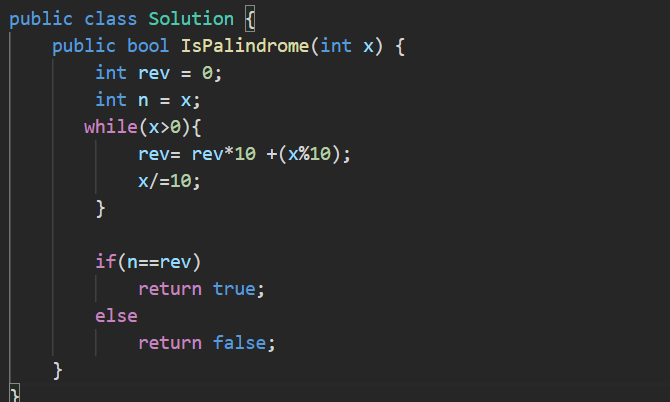 public class Solution {
    public bool IsPalindrome(int x) {
        int rev = 0;
        int n = x;
       while(x>0){
            rev= rev*10 +(x%10);
            x/=10;
        }

        if(n==rev)
            return true;
        else
            return false;
    }
}